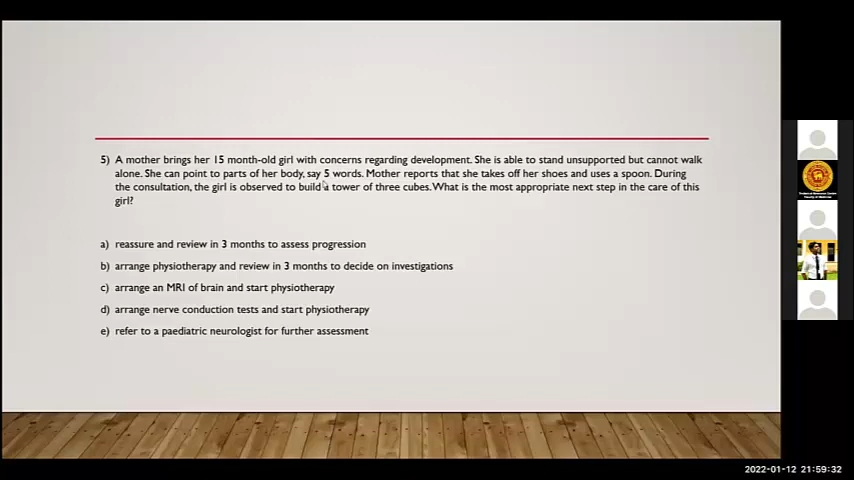 5) A mother brings her 15 month-old girl with concerns regarding development. She is able to stand unsupported but cannot walk
alone. She can point to parts of her body, say 5 words. Mother reports that she takes off her shoes and uses a spoon. During
the consultation, the girl is observed to build a tower of three cubes. What is the most appropriate next step in the care of this
girl?
a) reassure and review in 3 months to assess progression
b) arrange physiotherapy and review in 3 months to decide on investigations
c) arrange an MRI of brain and start physiotherapy
d) arrange nerve conduction tests and start physiotherapy
e) refer to a paediatric neurologist for further assessment
2022-01-12 21:59:32